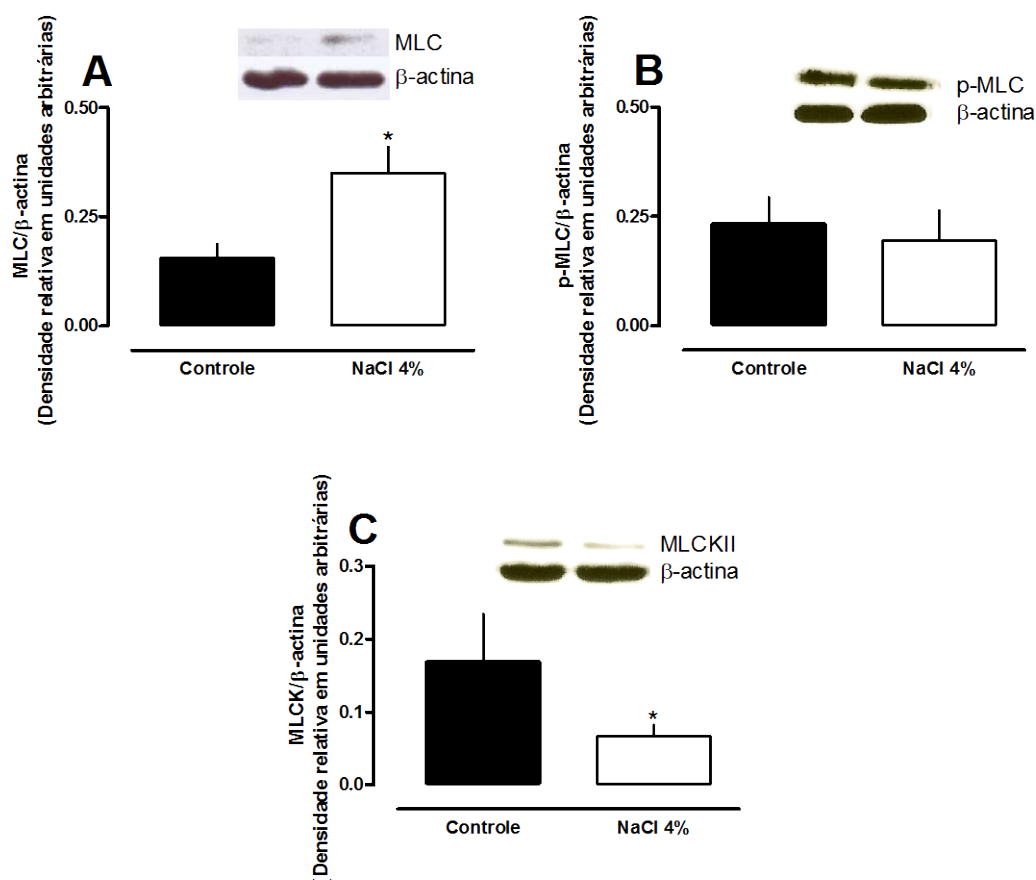 A
MLC
β-actina
MLC/β-actina
(Densidade relativa em unidades arbitrárias)
0.50
0.25
0.00
*
Controle
NaCl 4%
B
p-MLC
β-actina
p-MLC/β-actina
(Densidade relativa em unidades arbitrárias)
0.50
0.25
0.00
Controle
NaCl 4%
C
MLCKII
β-actina
MLCK/β-actina
(Densidade relativa em unidades arbitrárias)
0.3
0.2
0.1
0.0
*
Controle
NaCl 4%